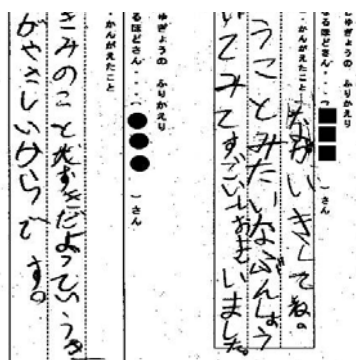 ゅぎょうの ふりかえり
るほどさん・・・( ■■■ )さん
・かんがえたこと ながいきしてね。
うことみたいなぶんしょう
いてみてすごいとおもいました。
ゅぎょうの ふりかえり
るほどさん・・・( ●●● )さん
・かんがえたこと
きみのこと大すきだよっていうき
がやさしいからです。